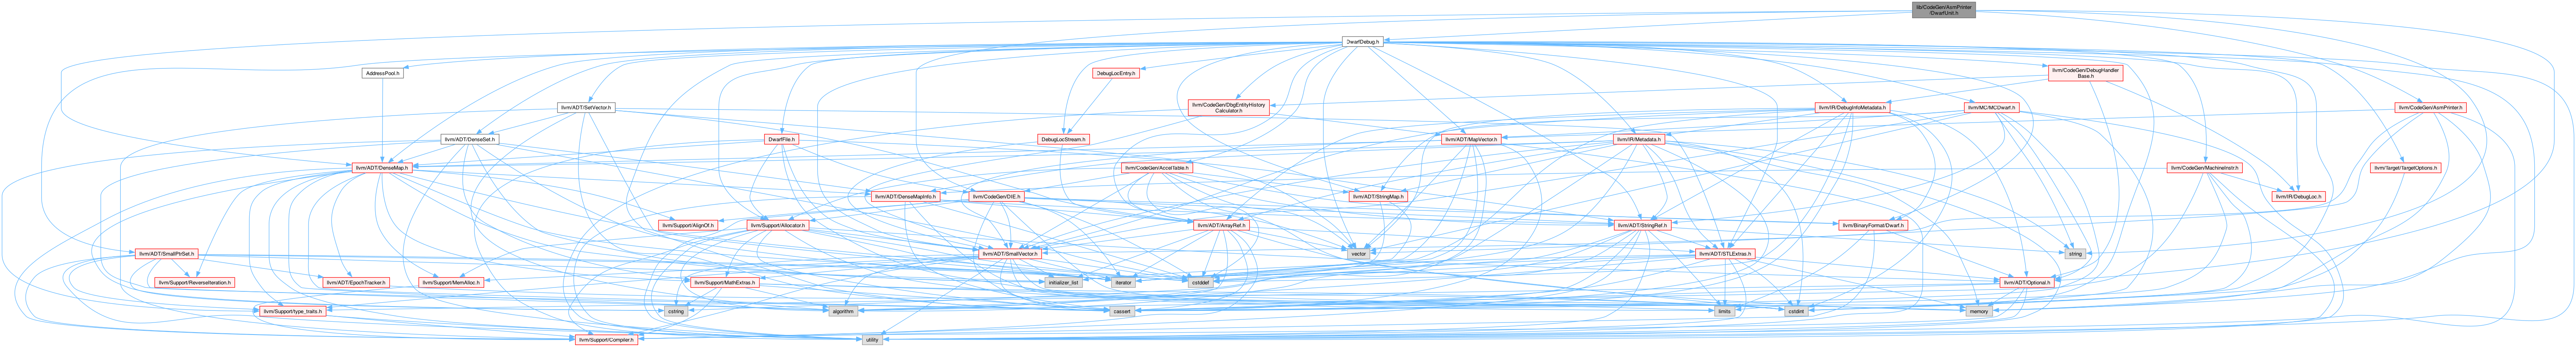 lib/CodeGen/AsmPrinter
/DwarfUnit.h
DwarfDebug.h
AddressPool.h
DebugLocEntry.h
llvm/CodeGen/DebugHandler
Base.h
llvm/ADT/SetVector.h
llvm/CodeGen/DbgEntityHistory
Calculator.h
llvm/IR/DebugInfoMetadata.h
llvm/MC/MCDwarf.h
llvm/CodeGen/AsmPrinter.h
llvm/ADT/DenseSet.h
DwarfFile.h
DebugLocStream.h
llvm/ADT/MapVector.h
llvm/IR/Metadata.h
llvm/ADT/DenseMap.h
llvm/CodeGen/AccelTable.h
llvm/CodeGen/MachineInstr.h
llvm/Target/TargetOptions.h
llvm/ADT/DenseMapInfo.h
llvm/CodeGen/DIE.h
llvm/ADT/StringMap.h
llvm/IR/DebugLoc.h
llvm/Support/AlignOf.h
llvm/Support/Allocator.h
llvm/ADT/ArrayRef.h
llvm/ADT/StringRef.h
llvm/BinaryFormat/Dwarf.h
llvm/ADT/SmallPtrSet.h
llvm/ADT/SmallVector.h
vector
llvm/ADT/STLExtras.h
string
llvm/Support/ReverseIteration.h
llvm/ADT/EpochTracker.h
llvm/Support/MemAlloc.h
llvm/Support/MathExtras.h
initializer_list
iterator
cstddef
llvm/ADT/Optional.h
llvm/Support/type_traits.h
cstring
algorithm
cassert
limits
cstdint
memory
llvm/Support/Compiler.h
utility